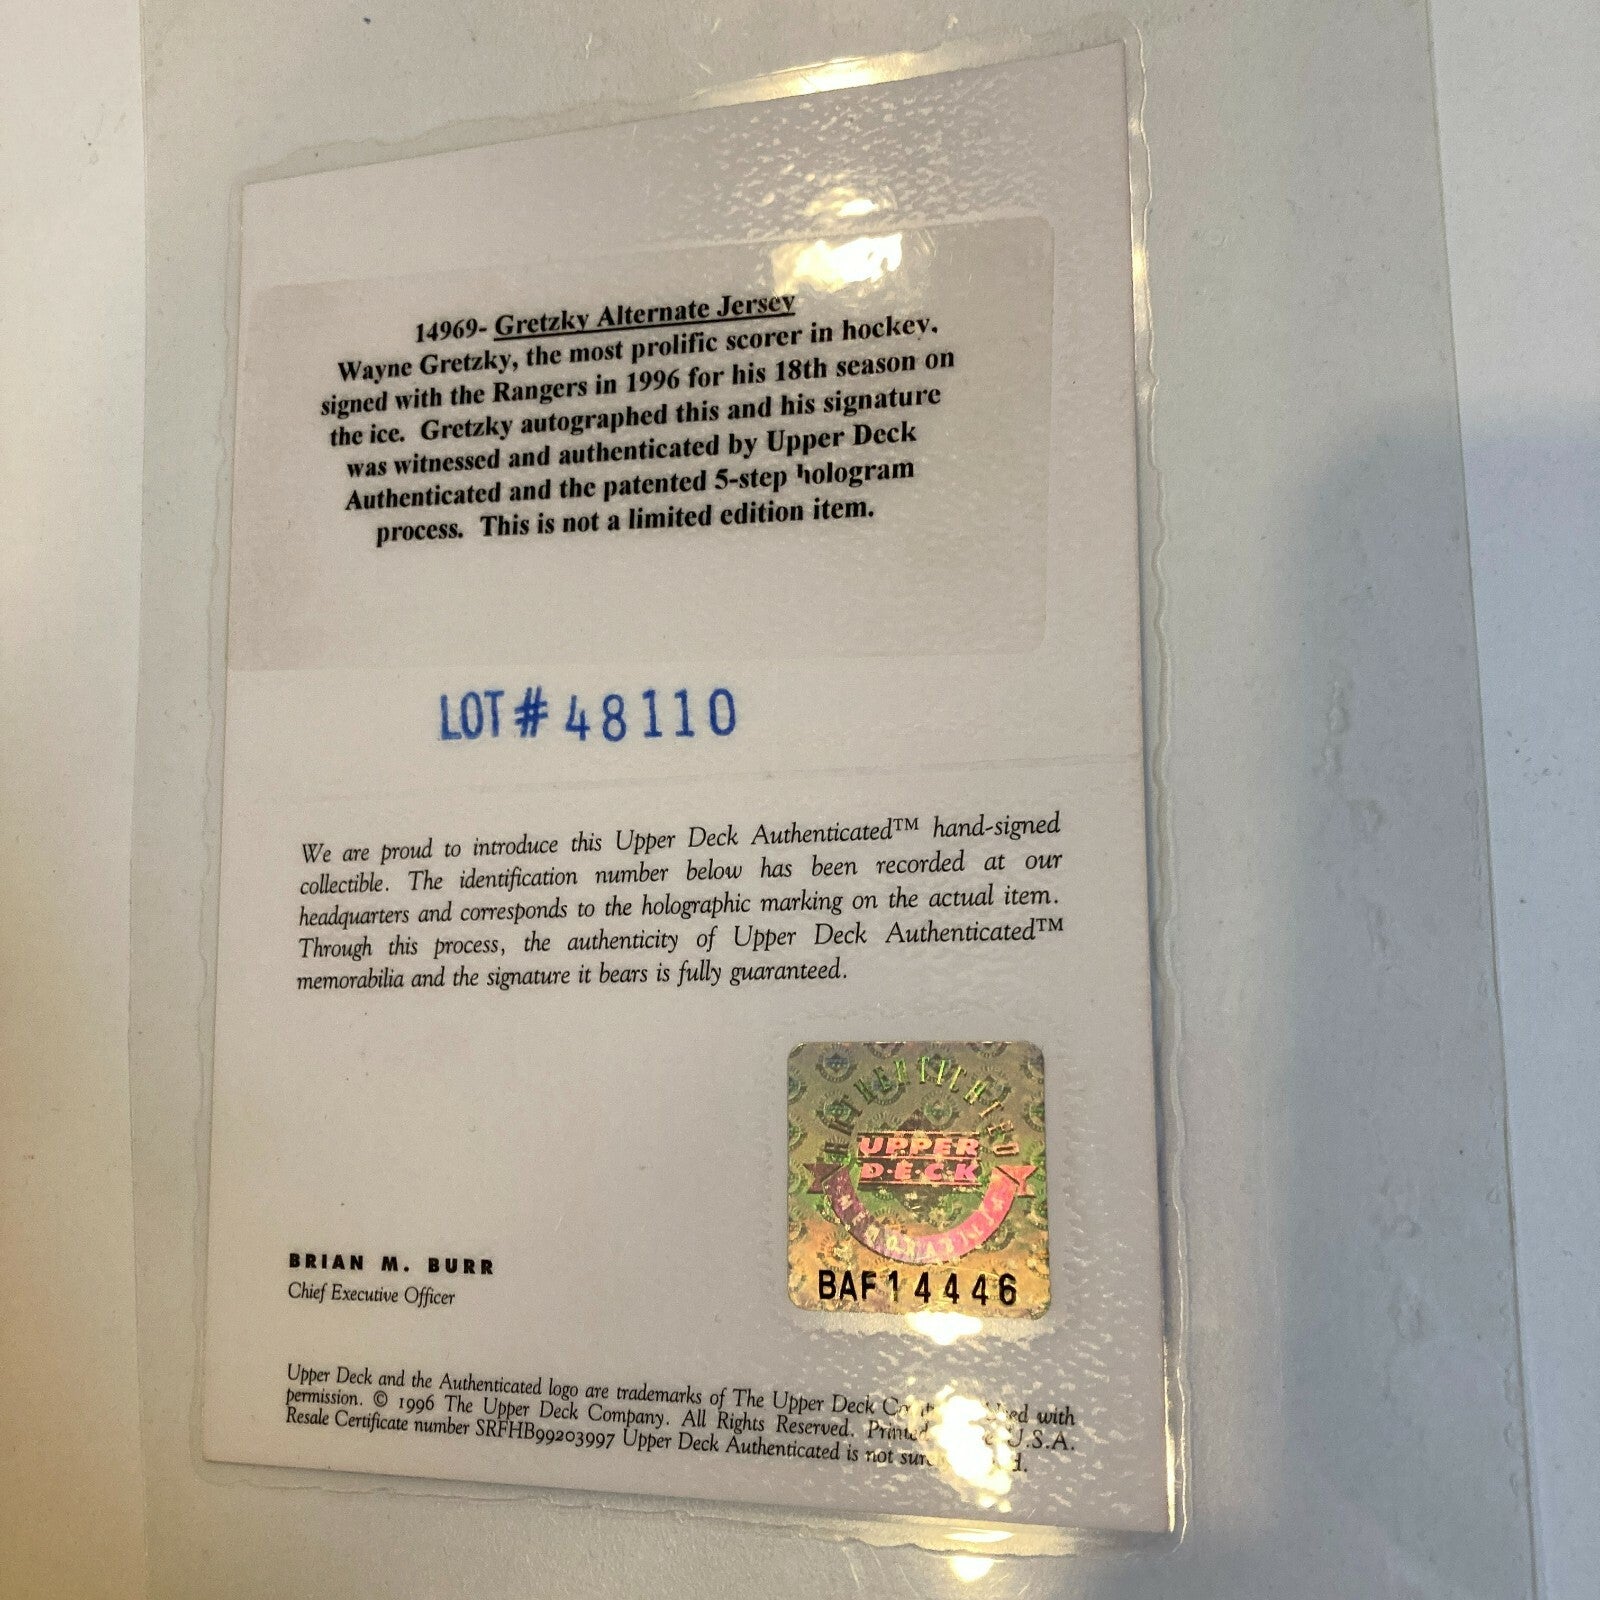 14969- Gretzky Alternate Jersey
Wayne Gretzky, the most prolific scorer in hockey,
signed with the Rangers in 1996 for his 18th season on
the ice. Gretzky autographed this and his signature
was witnessed and authenticated by Upper Deck
Authenticated and the patented 5-step hologram
process. This is not a limited edition item.
LOT # 48110
We are proud to introduce this Upper Deck Authenticated™ hand-signed
collectible. The identification number below has been recorded at our
headquarters and corresponds to the holographic marking on the actual item.
Through this process, the authenticity of Upper Deck Authenticated™
memorabilia and the signature it bears is fully guaranteed.
AUTHENTICATED
UPPER
D·E·C·K
BAF14446
BRIAN M. BURR
Chief Executive Officer
Upper Deck and the Authenticated logo are trademarks of The Upper Deck with
permission. © 1996 The Upper Deck Company. All Rights Reserved. Printed U.S.A.
Resale Certificate number SRFHB99203997 Upper Deck Authenticated is not